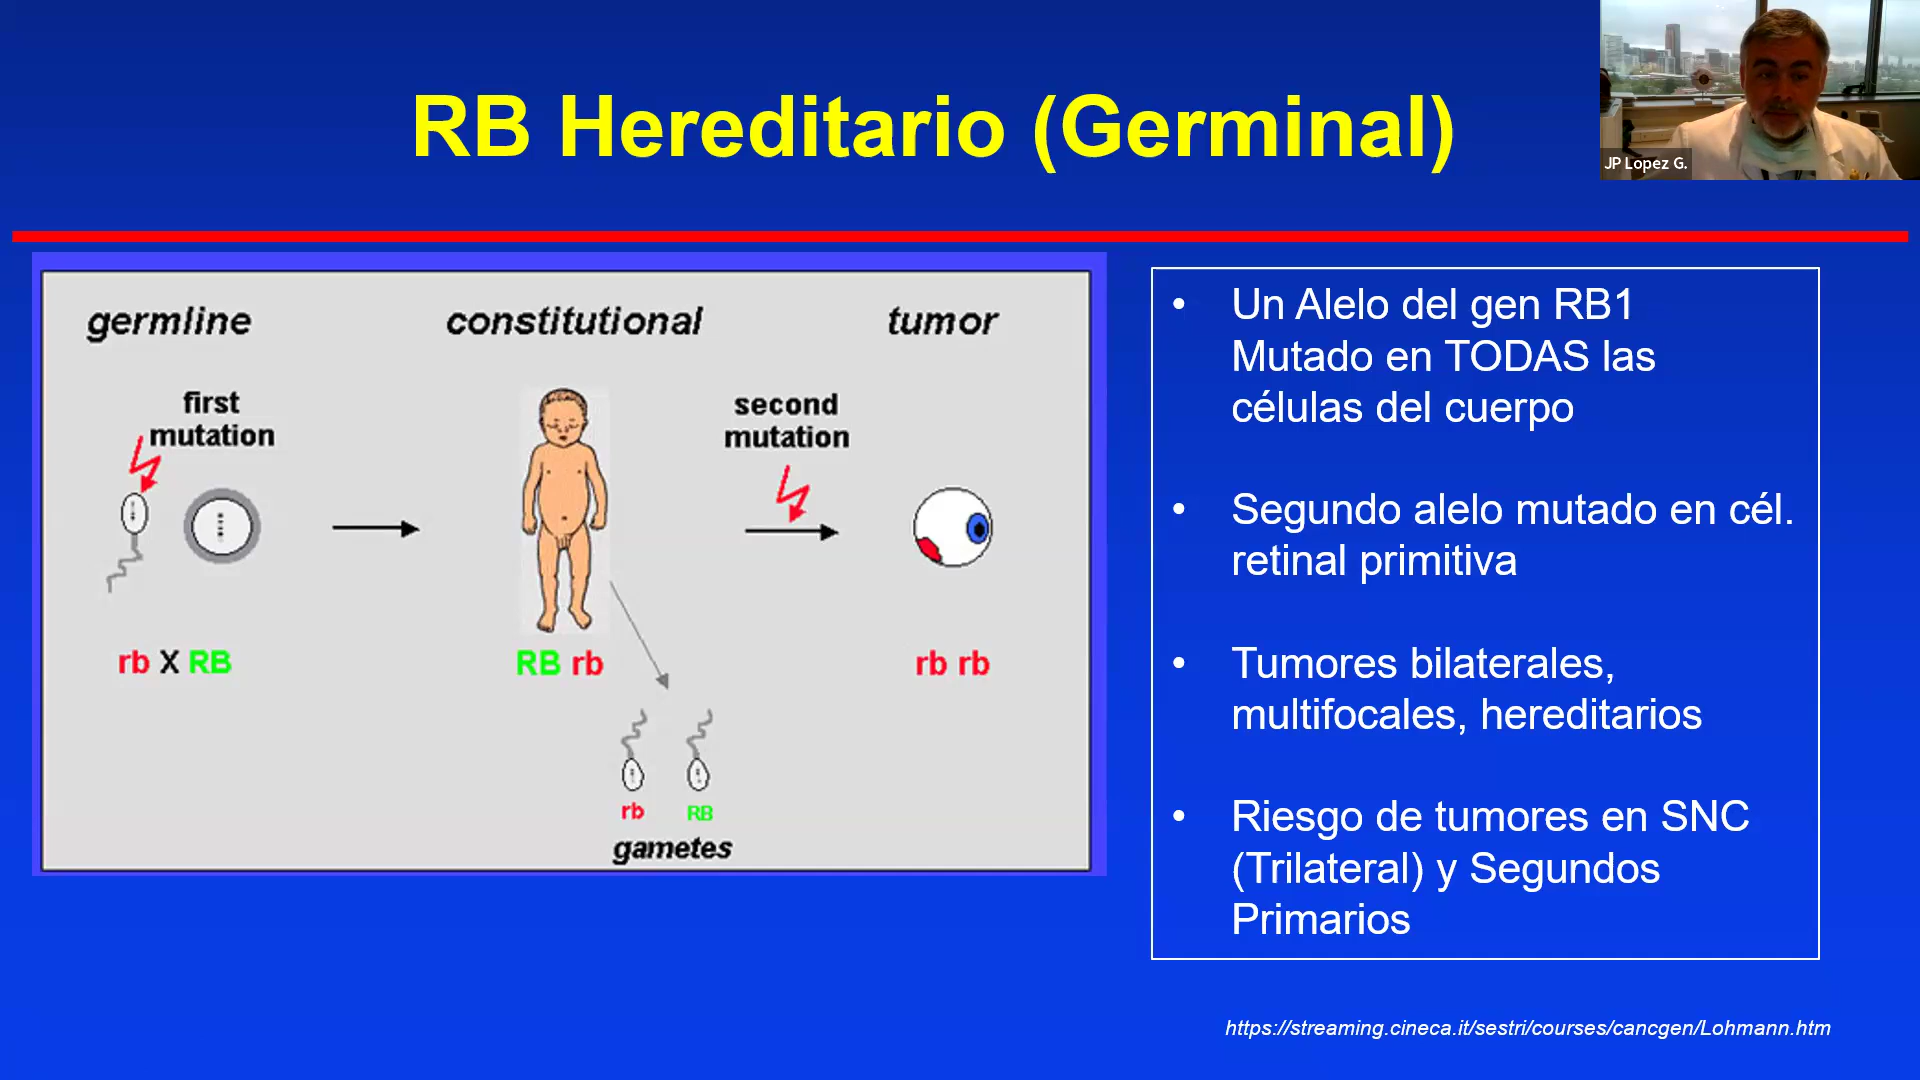 RB Hereditario (Germinal)
JP Lopez G.
germline
constitutional
tumor
first
mutation
second
mutation
rb X RB
RB rb
rb rb
rb
RB
gametes
• Un Alelo del gen RB1
Mutado en TODAS las
células del cuerpo
• Segundo alelo mutado en cél.
retinal primitiva
• Tumores bilaterales,
multifocales, hereditarios
• Riesgo de tumores en SNC
(Trilateral) y Segundos
Primarios
https://streaming.cineca.it/sestri/courses/cancgen/Lohmann.htm